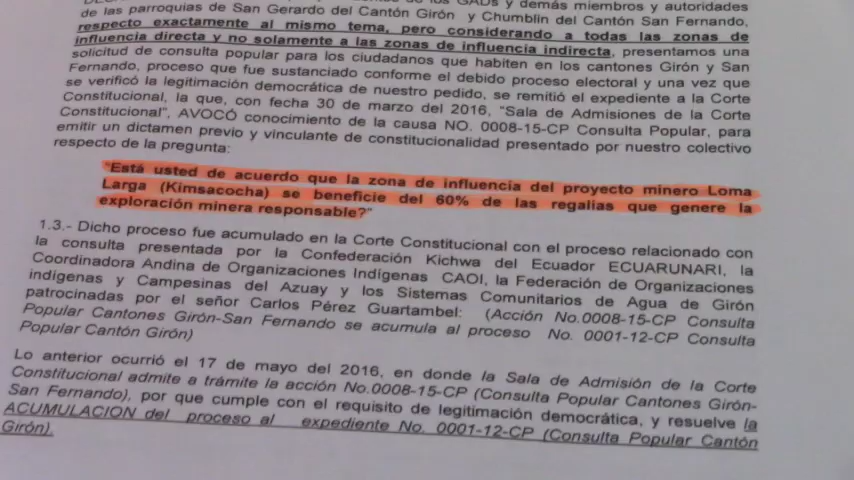 de los GADs y demás miembros y autoridades
de las parroquias de San Gerardo del Cantón Girón y Chumblin del Cantón San Fernando,
respecto exactamente al mismo tema, pero considerando a todas las zonas de
influencia directa y no solamente a las zonas de influencia indirecta, presentamos una
solicitud de consulta popular para los ciudadanos que habiten en los cantones Girón y San
Fernando, proceso que fue sustanciado conforme el debido proceso electoral y una vez que
se verificó la legitimación democrática de nuestro pedido, se remitió el expediente a la Corte
Constitucional, la que, con fecha 30 de marzo del 2016, "Sala de Admisiones de la Corte
Constitucional", AVOCÓ conocimiento de la causa NO. 0008-15-CP Consulta Popular, para
emitir un dictamen previo y vinculante de constitucionalidad presentado por nuestro colectivo
respecto de la pregunta:
"Está usted de acuerdo que la zona de influencia del proyecto minero Loma
Larga (Kimsacocha) se beneficie del 60% de las regalías que genere la
exploración minera responsable?"
1.3.- Dicho proceso fue acumulado en la Corte Constitucional con el proceso relacionado con
la consulta presentada por la Confederación Kichwa del Ecuador ECUARUNARI, la
Coordinadora Andina de Organizaciones Indígenas CAOI, la Federación de Organizaciones
indígenas y Campesinas del Azuay y los Sistemas Comunitarios de Agua de Girón
patrocinadas por el señor Carlos Pérez Guartambel: (Acción No.0008-15-CP Consulta
Popular Cantones Girón-San Fernando se acumula al proceso No. 0001-12-CP Consulta
Popular Cantón Girón)
Lo anterior ocurrió el 17 de mayo del 2016, en donde la Sala de Admisión de la Corte
Constitucional admite a trámite la acción No.0008-15-CP (Consulta Popular Cantones Girón-
San Fernando), por que cumple con el requisito de legitimación democrática, y resuelve la
ACUMULACION del proceso al expediente No. 0001-12-CP (Consulta Popular Cantón
Girón).